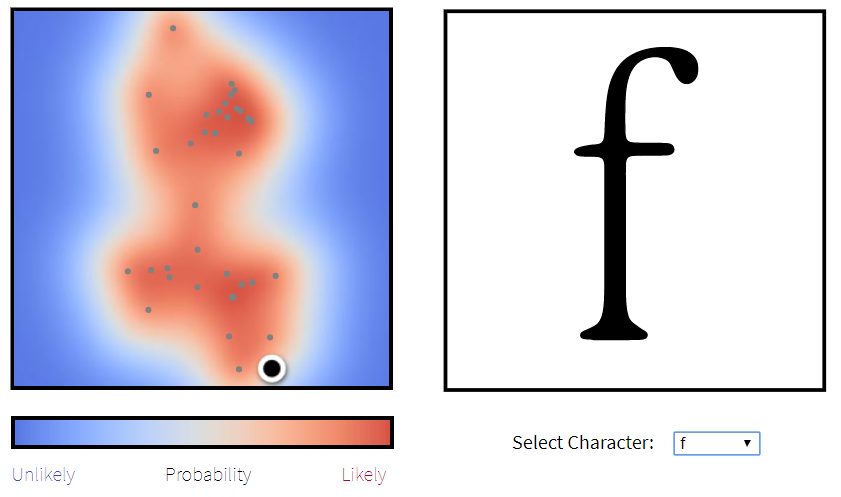 f
Select Character: f
Unlikely Probability Likely